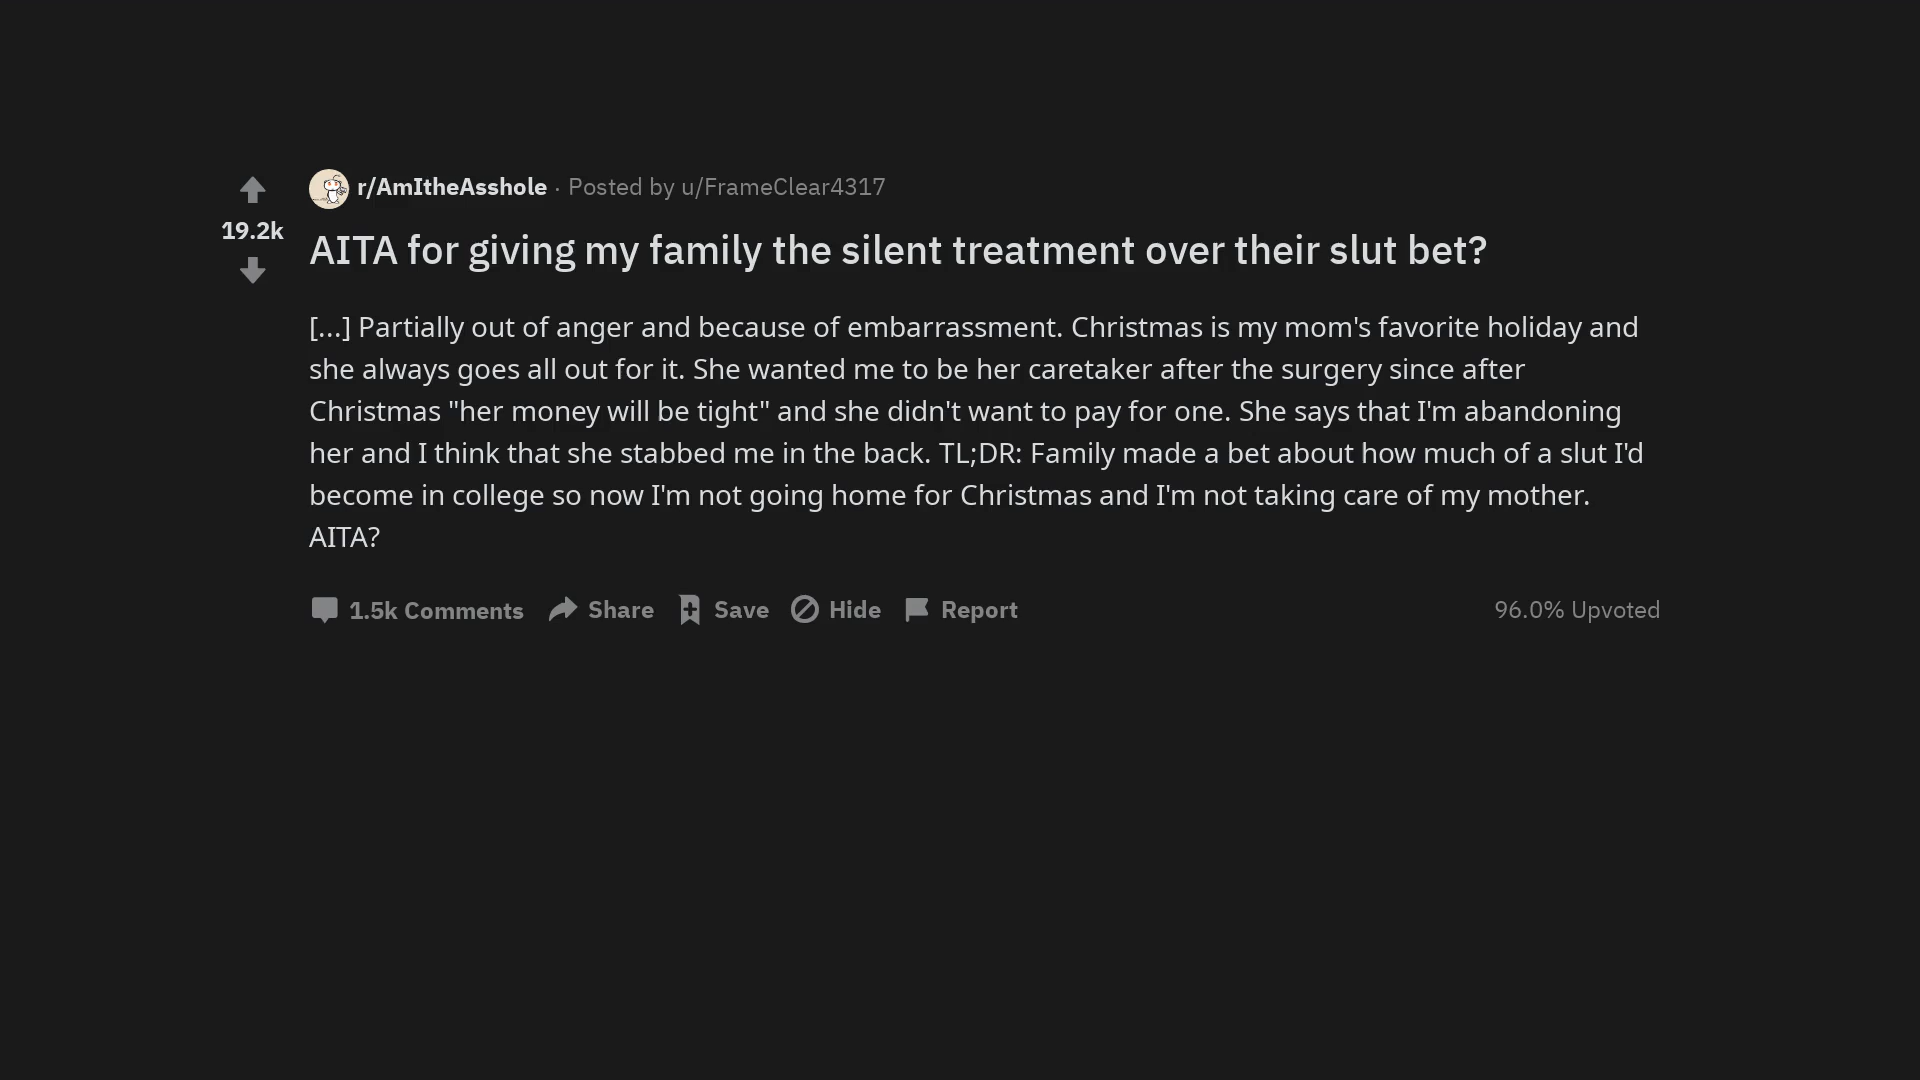 r/AmItheAsshole · Posted by u/FrameClear4317
19.2k
AITA for giving my family the silent treatment over their slut bet?
[...] Partially out of anger and because of embarrassment. Christmas is my mom's favorite holiday and
she always goes all out for it. She wanted me to be her caretaker after the surgery since after
Christmas "her money will be tight" and she didn't want to pay for one. She says that I'm abandoning
her and I think that she stabbed me in the back. TL;DR: Family made a bet about how much of a slut I'd
become in college so now I'm not going home for Christmas and I'm not taking care of my mother.
AITA?
1.5k Comments Share Save Hide Report 96.0% Upvoted